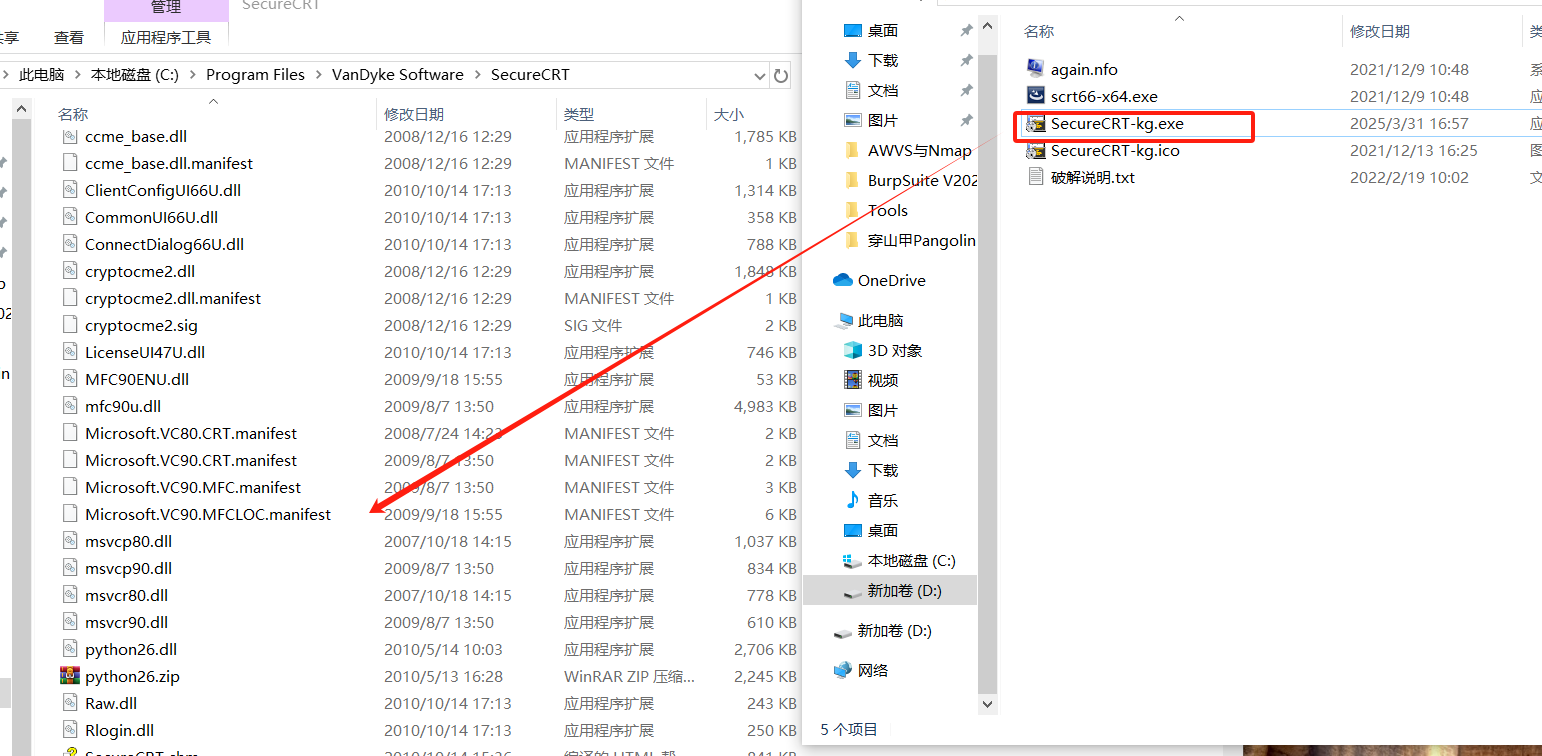 管理
SecureCRT
共享
查看
应用程序工具
此电脑 > 本地磁盘 (C:) > Program Files > VanDyke Software > SecureCRT
名称 修改日期 类型 大小
ccme_base.dll 2008/12/16 12:29 应用程序扩展 1,785 KB
ccme_base.dll.manifest 2008/12/16 12:29 MANIFEST 文件 1 KB
ClientConfigUI66U.dll 2010/10/14 17:13 应用程序扩展 1,314 KB
CommonUI66U.dll 2010/10/14 17:13 应用程序扩展 358 KB
ConnectDialog66U.dll 2010/10/14 17:13 应用程序扩展 788 KB
cryptocme2.dll 2008/12/16 12:29 应用程序扩展 1,848 KB
cryptocme2.dll.manifest 2008/12/16 12:29 MANIFEST 文件 1 KB
cryptocme2.sig 2008/12/16 12:29 SIG 文件 2 KB
LicenseUI47U.dll 2010/10/14 17:13 应用程序扩展 746 KB
MFC90ENU.dll 2009/9/18 15:55 应用程序扩展 53 KB
mfc90u.dll 2009/8/7 13:50 应用程序扩展 4,983 KB
Microsoft.VC80.CRT.manifest 2008/7/24 14:23 MANIFEST 文件 2 KB
Microsoft.VC90.CRT.manifest 2009/8/7 13:50 MANIFEST 文件 2 KB
Microsoft.VC90.MFC.manifest 2009/8/7 13:50 MANIFEST 文件 3 KB
Microsoft.VC90.MFCLOC.manifest 2009/9/18 15:55 MANIFEST 文件 6 KB
msvcp80.dll 2007/10/18 14:15 应用程序扩展 1,037 KB
msvcp90.dll 2009/8/7 13:50 应用程序扩展 834 KB
msvcr80.dll 2007/10/18 14:15 应用程序扩展 778 KB
msvcr90.dll 2009/8/7 13:50 应用程序扩展 610 KB
python26.dll 2010/5/14 10:03 应用程序扩展 2,706 KB
python26.zip 2010/5/13 16:28 WinRAR ZIP 压缩... 2,245 KB
Raw.dll 2010/10/14 17:13 应用程序扩展 243 KB
Rlogin.dll 2010/10/14 17:13 应用程序扩展 250 KB
桌面
下载
文档
图片
AWVS与Nmap
BurpSuite V202
Tools
穿山甲Pangolin
OneDrive
此电脑
3D 对象
视频
图片
文档
下载
音乐
桌面
本地磁盘 (C:)
新加卷 (D:)
新加卷 (D:)
网络
5 个项目
名称 修改日期 类
again.nfo 2021/12/9 10:48 系
scrt66-x64.exe 2021/12/9 10:48 应
SecureCRT-kg.exe 2025/3/31 16:57 应
SecureCRT-kg.ico 2021/12/13 16:25 图
破解说明.txt 2022/2/19 10:02 文